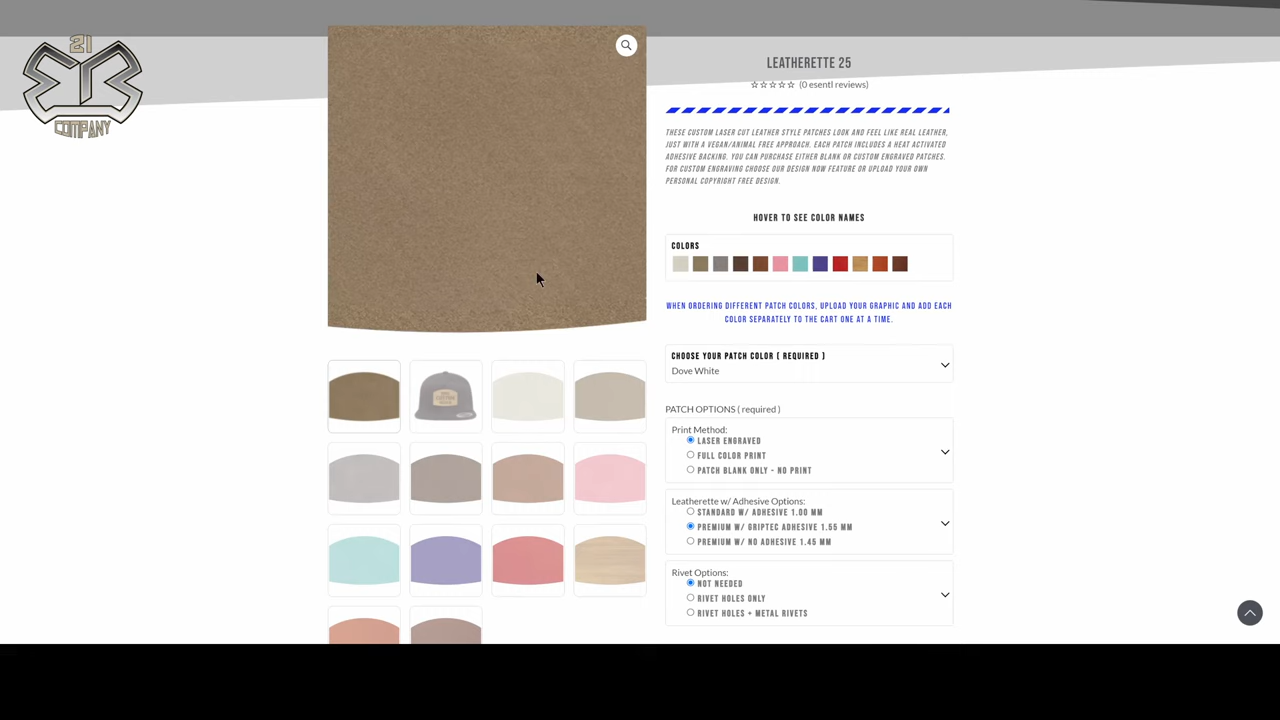 21
COMPANY
LEATHERETTE 25
(0 esentl reviews)
THESE CUSTOM LASER CUT LEATHER STYLE PATCHES LOOK AND FEEL LIKE REAL LEATHER,
JUST WITH A VEGAN/ANIMAL FREE APPROACH. EACH PATCH INCLUDES A HEAT ACTIVATED
ADHESIVE BACKING. YOU CAN PURCHASE EITHER BLANK OR CUSTOM ENGRAVED PATCHES.
FOR CUSTOM ENGRAVING CHOOSE OUR DESIGN NOW FEATURE OR UPLOAD YOUR OWN
PERSONAL COPYRIGHT FREE DESIGN.
HOVER TO SEE COLOR NAMES
COLORS
WHEN ORDERING DIFFERENT PATCH COLORS, UPLOAD YOUR GRAPHIC AND ADD EACH
COLOR SEPARATELY TO THE CART ONE AT A TIME.
CHOOSE YOUR PATCH COLOR ( REQUIRED )
Dove White
PATCH OPTIONS ( required )
Print Method:
LASER ENGRAVED
FULL COLOR PRINT
PATCH BLANK ONLY - NO PRINT
Leatherette w/ Adhesive Options:
STANDARD W/ ADHESIVE 1.00 MM
PREMIUM W/ GRIPTEC ADHESIVE 1.55 MM
PREMIUM W/ NO ADHESIVE 1.45 MM
Rivet Options:
NOT NEEDED
RIVET HOLES ONLY
RIVET HOLES + METAL RIVETS